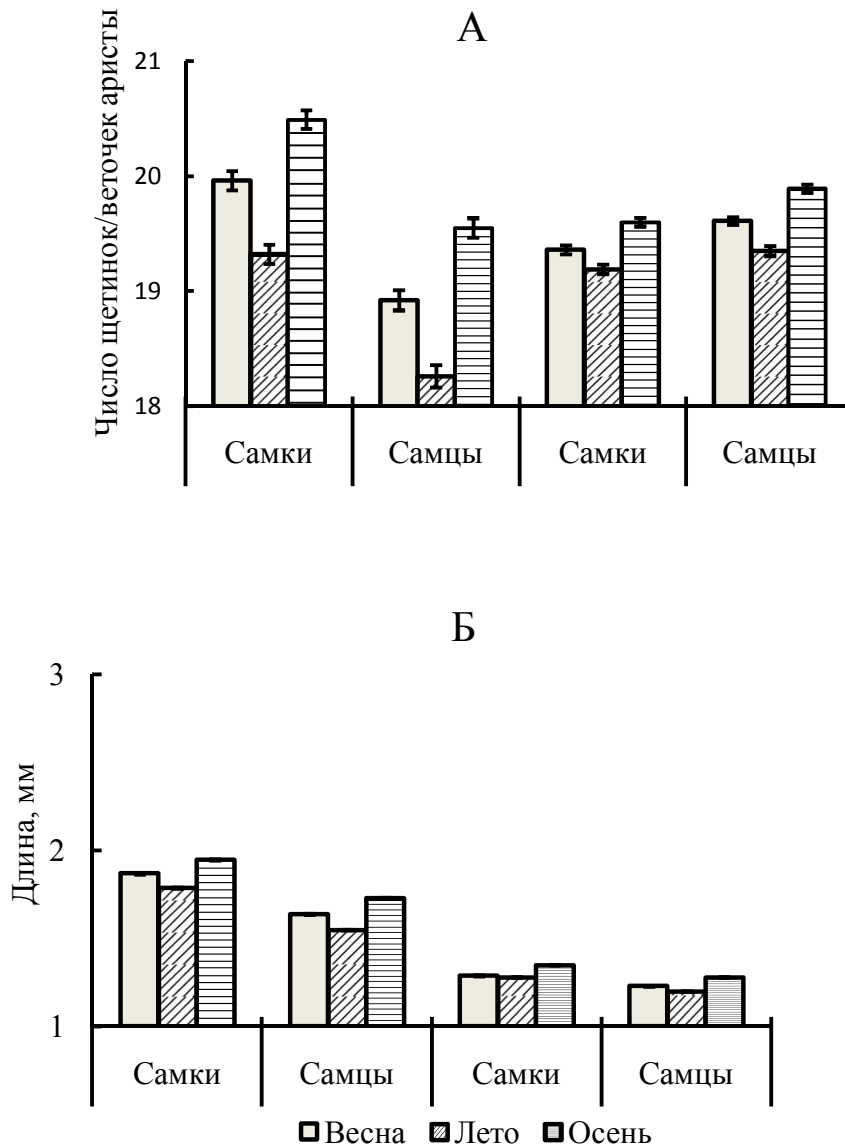 А
Число щетинок/веточек аристы
21
20
19
18
Самки Самцы Самки Самцы
Б
Длина, мм
3
2
1
Самки Самцы Самки Самцы
Весна Лето Осень